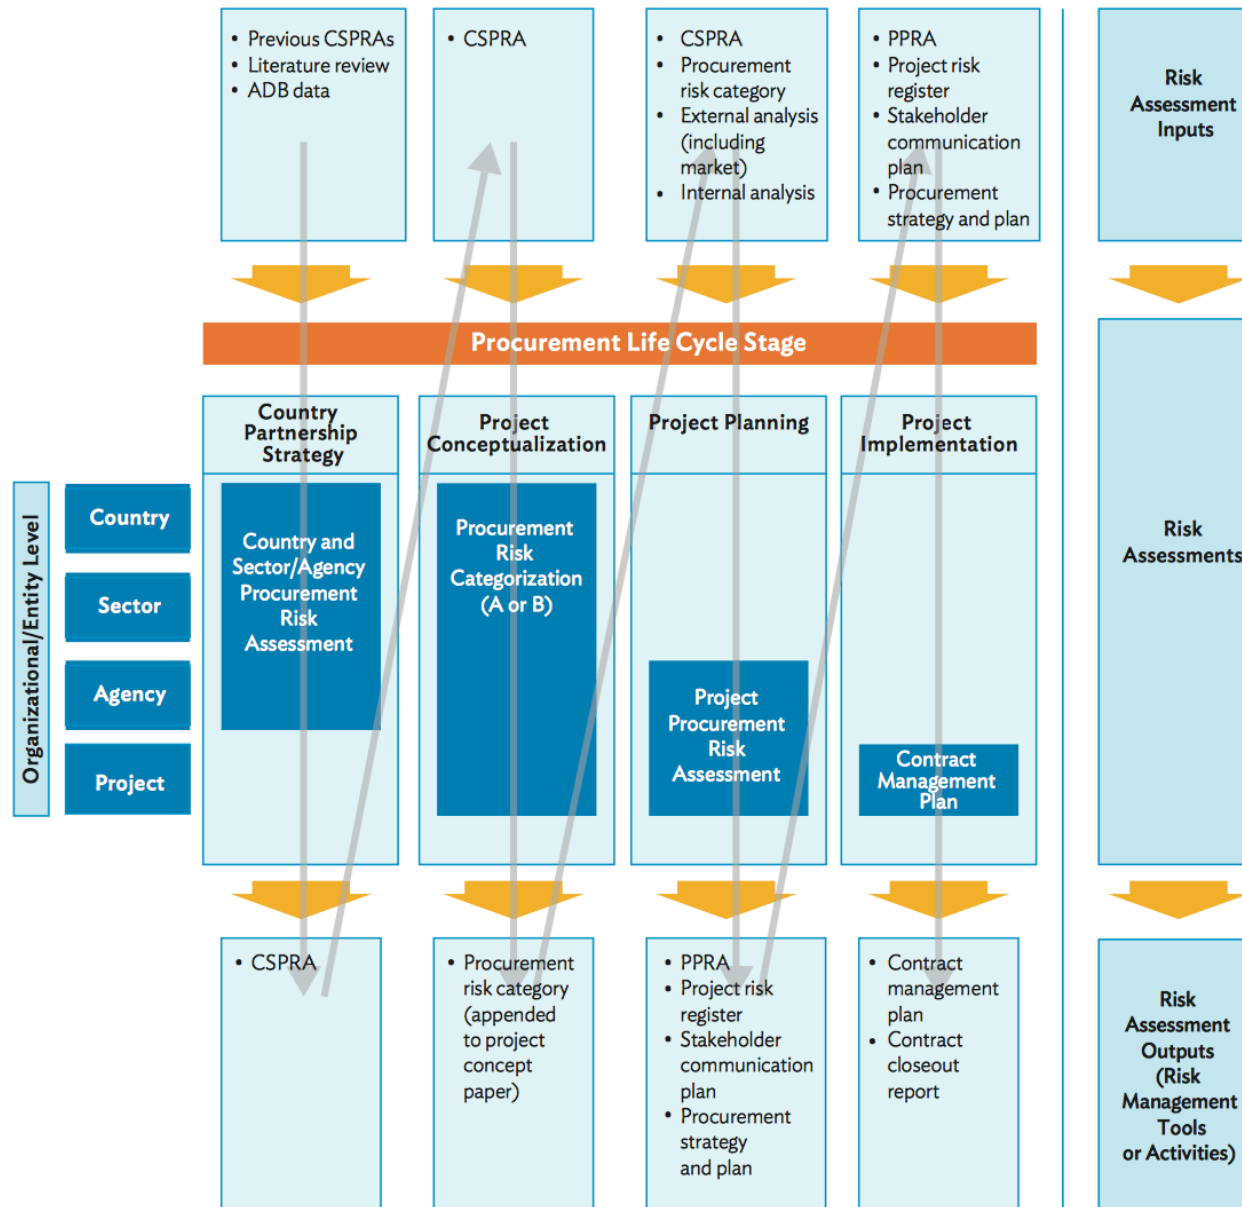 • Previous CSPRAs
• Literature review
• ADB data
• CSPRA
• CSPRA
• Procurement
risk category
• External analysis
(including
market)
• Internal analysis
• PPRA
• Project risk
register
• Stakeholder
communication
plan
• Procurement
strategy and plan
Risk
Assessment
Inputs
Procurement Life Cycle Stage
Country
Partnership
Strategy
Project
Conceptualization
Project Planning
Project
Implementation
Organizational/Entity Level
Country
Sector
Agency
Project
Country and
Sector/Agency
Procurement
Risk
Assessment
Procurement
Risk
Categorization
(A or B)
Project
Procurement
Risk
Assessment
Contract
Management
Plan
Risk
Assessments
• CSPRA
• Procurement
risk category
(appended
to project
concept
paper)
• PPRA
• Project risk
register
• Stakeholder
communication
plan
• Procurement
strategy
and plan
• Contract
management
plan
• Contract
closeout
report
Risk
Assessment
Outputs
(Risk
Management
Tools
or Activities)